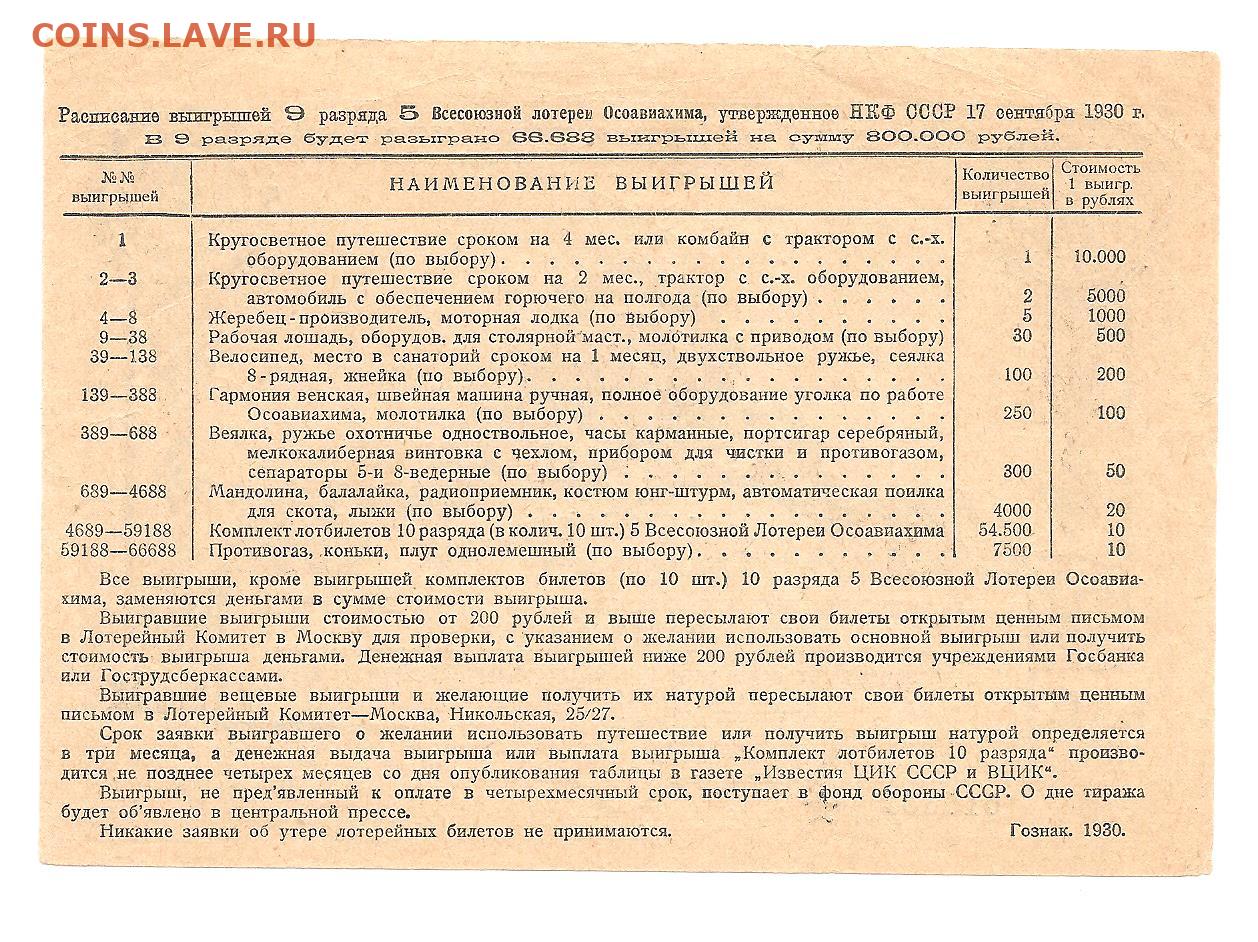 COINS.LAVE.RU
Расписание выигрышей 9 разряда 5 Всесоюзной лотереи Осоавиахима, утвержденное НКФ СССР 17 сентября 1930 г.
В 9 разряде будет разыграно 66.688 выигрышей на сумму 800.000 рублей.
№№ выигрышей НАИМЕНОВАНИЕ ВЫИГРЫШЕЙ Количество выигрышей Стоимость 1 выигр. в рублях
1 Кругосветное путешествие сроком на 4 мес. или комбайн с трактором с с.-х.
оборудованием (по выбору) . . . . . . . . . . . . . . . . . 1 10.000
2—3 Кругосветное путешествие сроком на 2 мес., трактор с с.-х. оборудованием,
автомобиль с обеспечением горючего на полгода (по выбору) . . . . . . 2 5000
4—8 Жеребец-производитель, моторная лодка (по выбору) . . . . . . . . . . 5 1000
9—38 Рабочая лошадь, оборудов. для столярной маст., молотилка с приводом (по выбору) 30 500
39—138 Велосипед, место в санаторий сроком на 1 месяц, двухствольное ружье, сеялка
8-рядная, жнейка (по выбору) . . . . . . . . . . . . . . . . 100 200
139—388 Гармония венская, швейная машина ручная, полное оборудование уголка по работе
Осоавиахима, молотилка (по выбору) . . . . . . . . . . . . . . 250 100
389—688 Веялка, ружье охотничье одноствольное, часы карманные, портсигар серебряный,
мелкокалиберная винтовка с чехлом, прибором для чистки и противогазом,
сепараторы 5-и 8-ведерные (по выбору) . . . . . . . . . . . . . . 300 50
689—4688 Мандолина, балалайка, радиоприемник, костюм юнг-штурм, автоматическая поилка
для скота, лыжи (по выбору) . . . . . . . . . . . . . . . . . 4000 20
4689—59188 Комплект лотбилетов 10 разряда (в колич. 10 шт.) 5 Всесоюзной Лотереи Осоавиахима 54.500 10
59188—66688 Противогаз, коньки, плуг однолемешный (по выбору) . . . . . . . . . . . 7500 10
Все выигрыши, кроме выигрышей комплектов билетов (по 10 шт.) 10 разряда 5 Всесоюзной Лотереи Осоавиа-
хима, заменяются деньгами в сумме стоимости выигрыша.
Выигравшие выигрыши стоимостью от 200 рублей и выше пересылают свои билеты открытым ценным письмом
в Лотерейный Комитет в Москву для проверки, с указанием о желании использовать основной выигрыш или получить
стоимость выигрыша деньгами. Денежная выплата выигрышей ниже 200 рублей производится учреждениями Госбанка
или Гострудсберкассами.
Выигравшие вещевые выигрыши и желающие получить их натурой пересылают свои билеты открытым ценным
письмом в Лотерейный Комитет—Москва, Никольская, 25/27.
Срок заявки выигравшего о желании использовать путешествие или получить выигрыш натурой определяется
в три месяца, а денежная выдача выигрыша или выплата выигрыша „Комплект лотбилетов 10 разряда“ произво-
дится не позднее четырех месяцев со дня опубликования таблицы в газете „Известия ЦИК СССР и ВЦИК“.
Выигрыш, не пред'явленный к оплате в четырехмесячный срок, поступает в фонд обороны СССР. О дне тиража
будет об'явлено в центральной прессе.
Никакие заявки об утере лотерейных билетов не принимаются. Гознак. 1930.